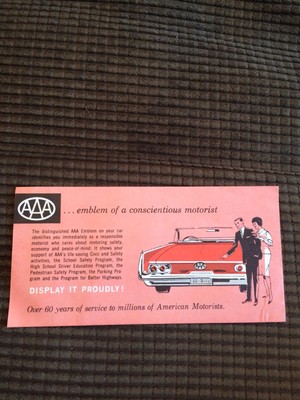 AAA
...emblem of a conscientious motorist
The distinguished AAA Emblem on your car
identifies you immediately as a responsible
motorist who cares about motoring safety,
economy and peace-of-mind. It shows your
support of AAA's life saving Civic and Safety
activities, the School Safety Program, the
High School Driver Education Program, the
Pedestrian Safety Program, the Parking Pro-
gram and the Program for Better Highways.
DISPLAY IT PROUDLY!
Over 60 years of service to millions of American Motorists.